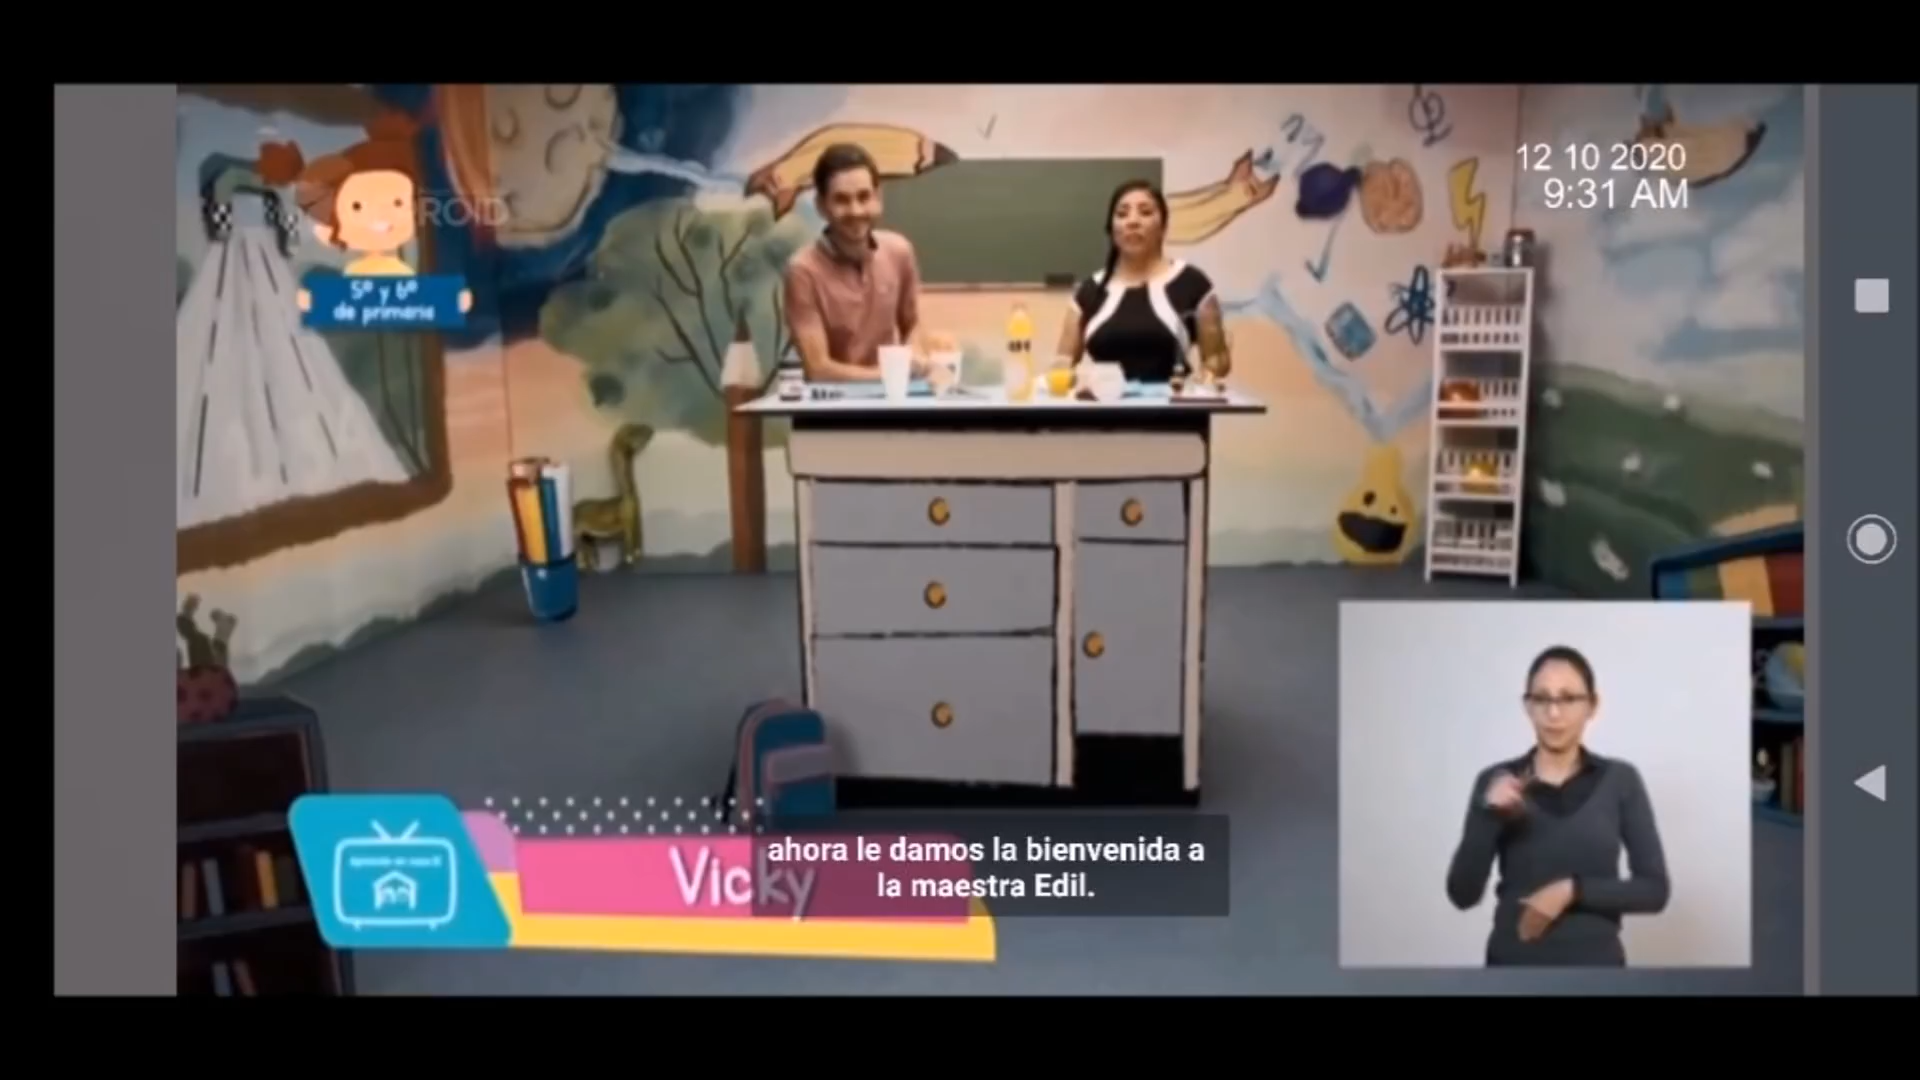 12 10 2020
9:31 AM
ROID
5º y 6º
de primaria
Vicky
ahora le damos la bienvenida a
la maestra Edil.